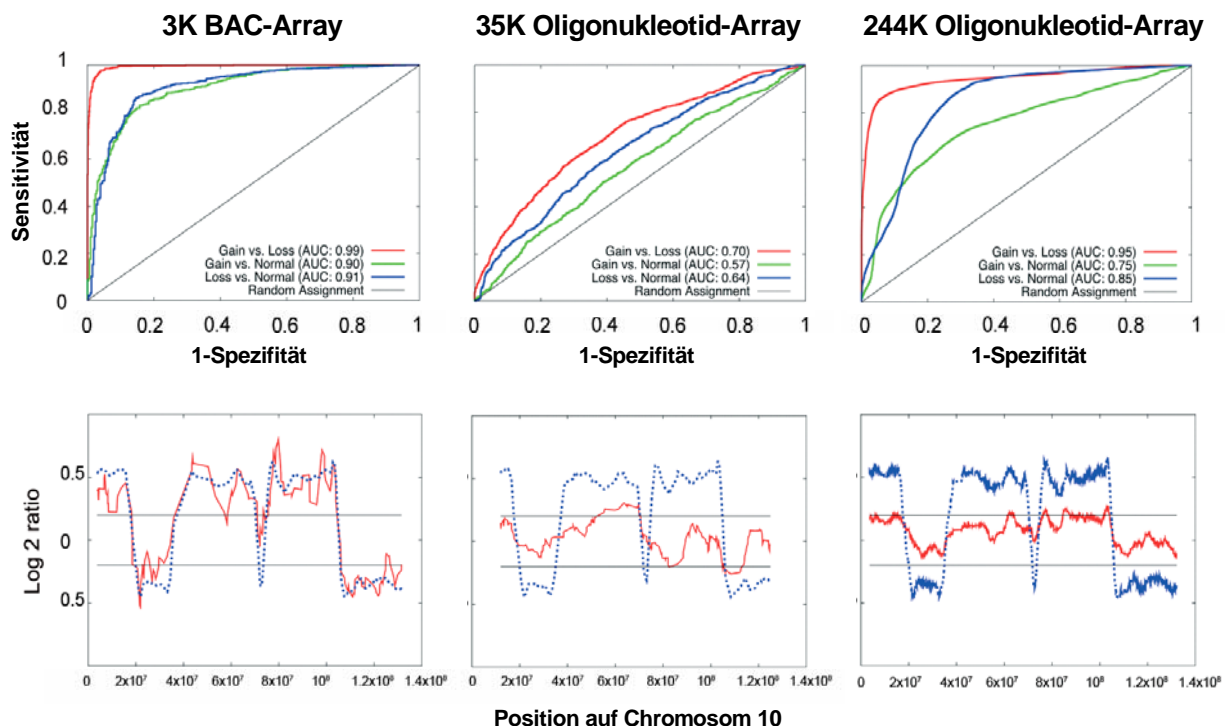 3K BAC-Array
35K Oligonukleotid-Array
244K Oligonukleotid-Array
Sensitivität
1
0.8
0.6
0.4
0.2
0
Gain vs. Loss (AUC: 0.99)
Gain vs. Normal (AUC: 0.90)
Loss vs. Normal (AUC: 0.91)
Random Assignment
0 0.2 0.4 0.6 0.8 1
1-Spezifität
Gain vs. Loss (AUC: 0.70)
Gain vs. Normal (AUC: 0.57)
Loss vs. Normal (AUC: 0.64)
Random Assignment
0 0.2 0.4 0.6 0.8 1
1-Spezifität
Gain vs. Loss (AUC: 0.95)
Gain vs. Normal (AUC: 0.75)
Loss vs. Normal (AUC: 0.85)
Random Assignment
0 0.2 0.4 0.6 0.8 1
1-Spezifität
Log 2 ratio
0.5
0
0.5
0 2x10⁷ 4x10⁷ 6x10⁷ 8x10⁷ 10⁸ 1.2x10⁸ 1.4x10⁸
0 2x10⁷ 4x10⁷ 6x10⁷ 8x10⁷ 10⁸ 1.2x10⁸ 1.4x10⁸
0 2x10⁷ 4x10⁷ 6x10⁷ 8x10⁷ 10⁸ 1.2x10⁸ 1.4x10⁸
Position auf Chromosom 10